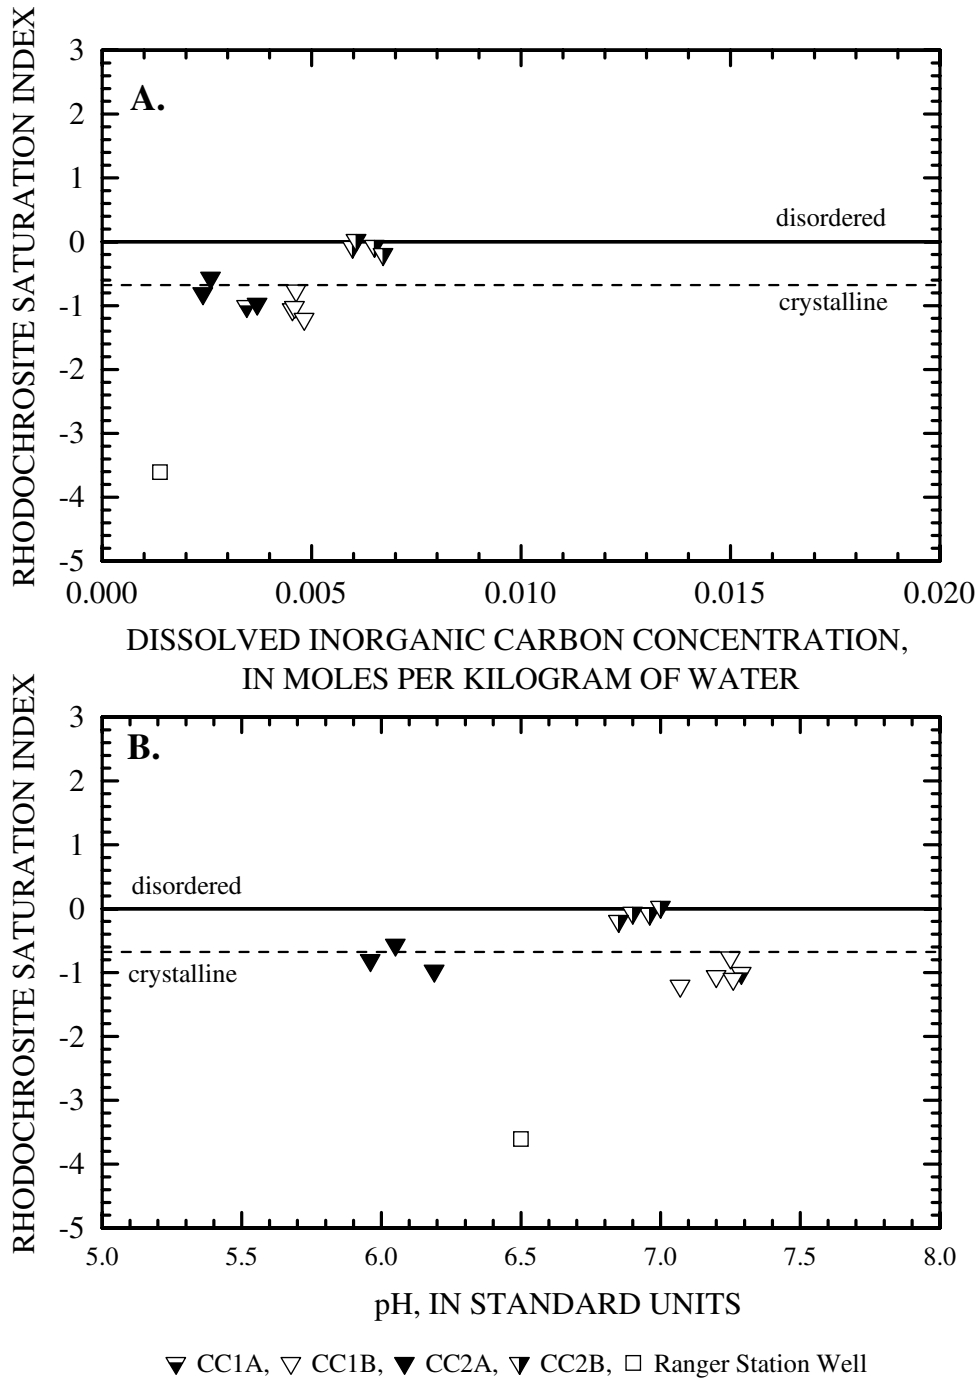 RHODOCHROSITE SATURATION INDEX
3
2
1
0
-1
-2
-3
-4
-5
A.
disordered
crystalline
0.000 0.005 0.010 0.015 0.020
DISSOLVED INORGANIC CARBON CONCENTRATION,
IN MOLES PER KILOGRAM OF WATER
RHODOCHROSITE SATURATION INDEX
3
2
1
0
-1
-2
-3
-4
-5
B.
disordered
crystalline
5.0 5.5 6.0 6.5 7.0 7.5 8.0
pH, IN STANDARD UNITS
CC1A, CC1B, CC2A, CC2B, Ranger Station Well